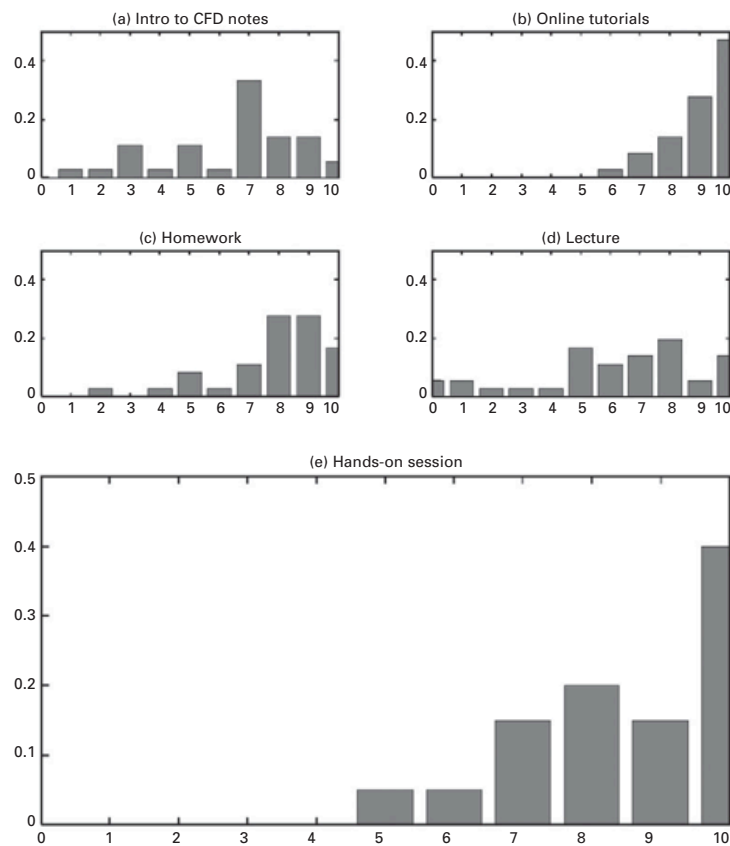 (a) Intro to CFD notes
0.4
0.2
0
0 1 2 3 4 5 6 7 8 9 10
(b) Online tutorials
0.4
0.2
0
0 1 2 3 4 5 6 7 8 9 10
(c) Homework
0.4
0.2
0
0 1 2 3 4 5 6 7 8 9 10
(d) Lecture
0.4
0.2
0
0 1 2 3 4 5 6 7 8 9 10
(e) Hands-on session
0.5
0.4
0.3
0.2
0.1
0
0 1 2 3 4 5 6 7 8 9 10